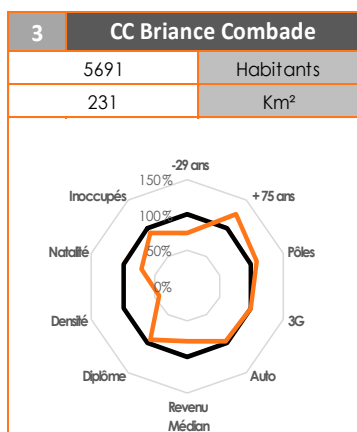 3 CC Briance Combade
5691 Habitants
231 Km²
-29 ans
150%
Inoccupés
+75 ans
100%
Natalité
50%
Pôles
0%
Densité
3G
Diplôme
Auto
Revenu
Médian